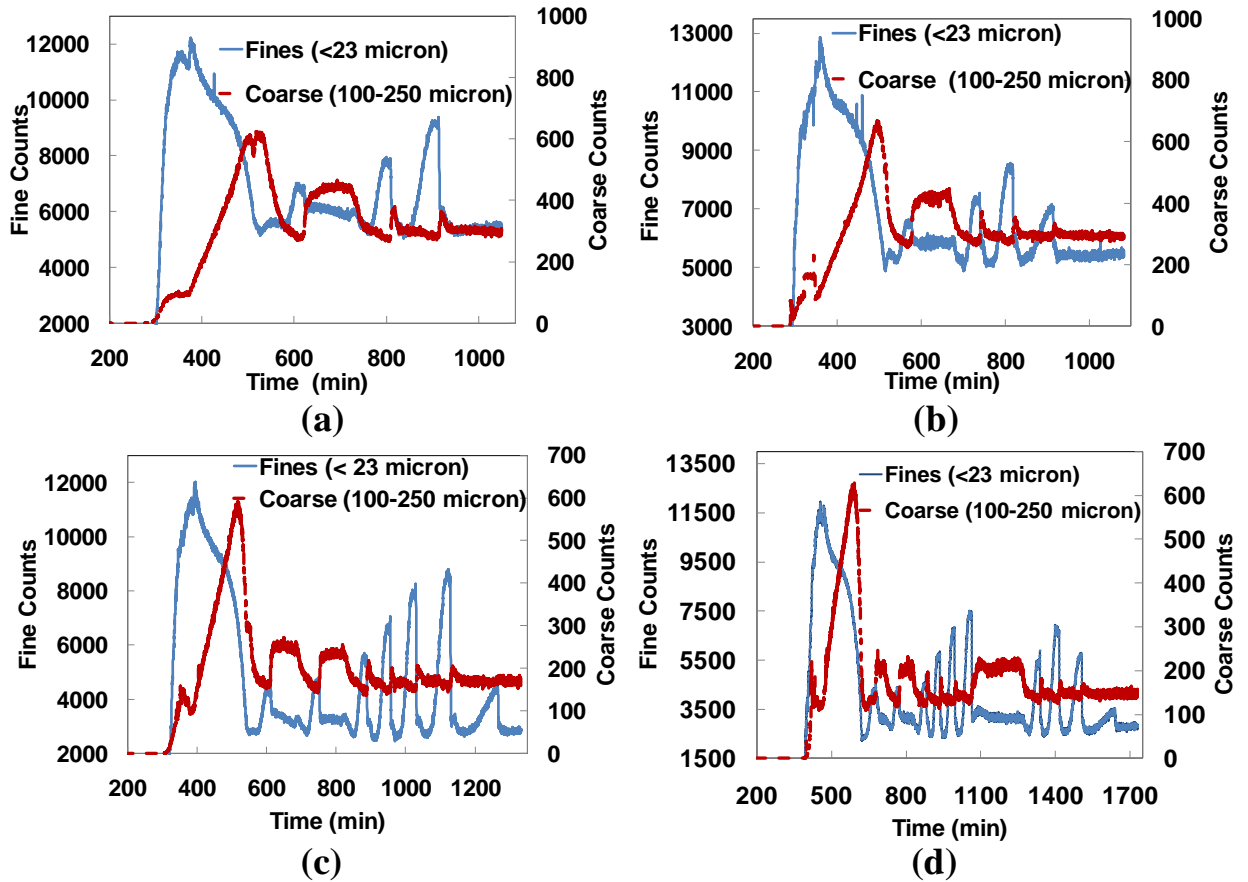 12000
10000
8000
6000
4000
2000
Fine Counts
Fines (<23 micron)
Coarse (100-250 micron)
1000
800
600
400
200
0
Coarse Counts
200 400 600 800 1000
Time (min)
(a)
13000
11000
9000
7000
5000
3000
Fine Counts
Fines (<23 micron)
Coarse (100-250 micron)
1000
800
600
400
200
0
Coarse Counts
200 400 600 800 1000
Time (min)
(b)
12000
10000
8000
6000
4000
2000
Fine Counts
Fines (< 23 micron)
Coarse (100-250 micron)
700
600
500
400
300
200
100
0
Coarse Counts
200 400 600 800 1000 1200
Time (min)
(c)
13500
11500
9500
7500
5500
3500
1500
Fine Counts
Fines (<23 micron)
Coarse (100-250 micron)
700
600
500
400
300
200
100
0
Coarse Counts
200 500 800 1100 1400 1700
Time (min)
(d)